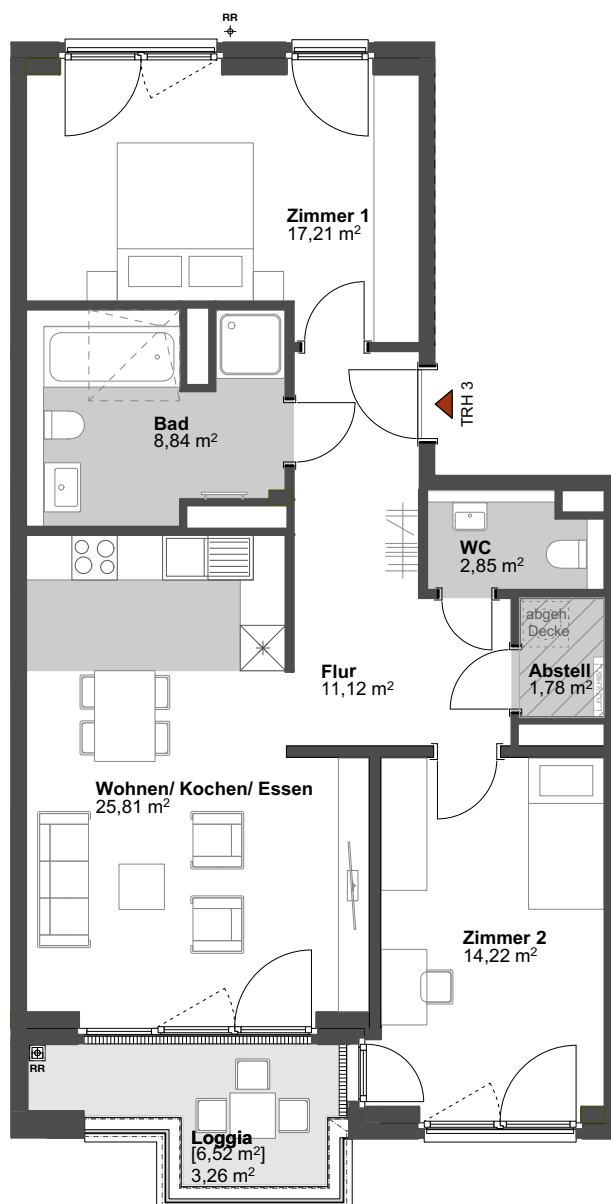 RR
Zimmer 1
17,21 m²
TRH 3
Bad
8,84 m²
WC
2,85 m²
abgeh.
Decke
Abstell
1,78 m²
Flur
11,12 m²
Wohnen/ Kochen/ Essen
25,81 m²
Zimmer 2
14,22 m²
RR
Loggia
[6,52 m²]
3,26 m²